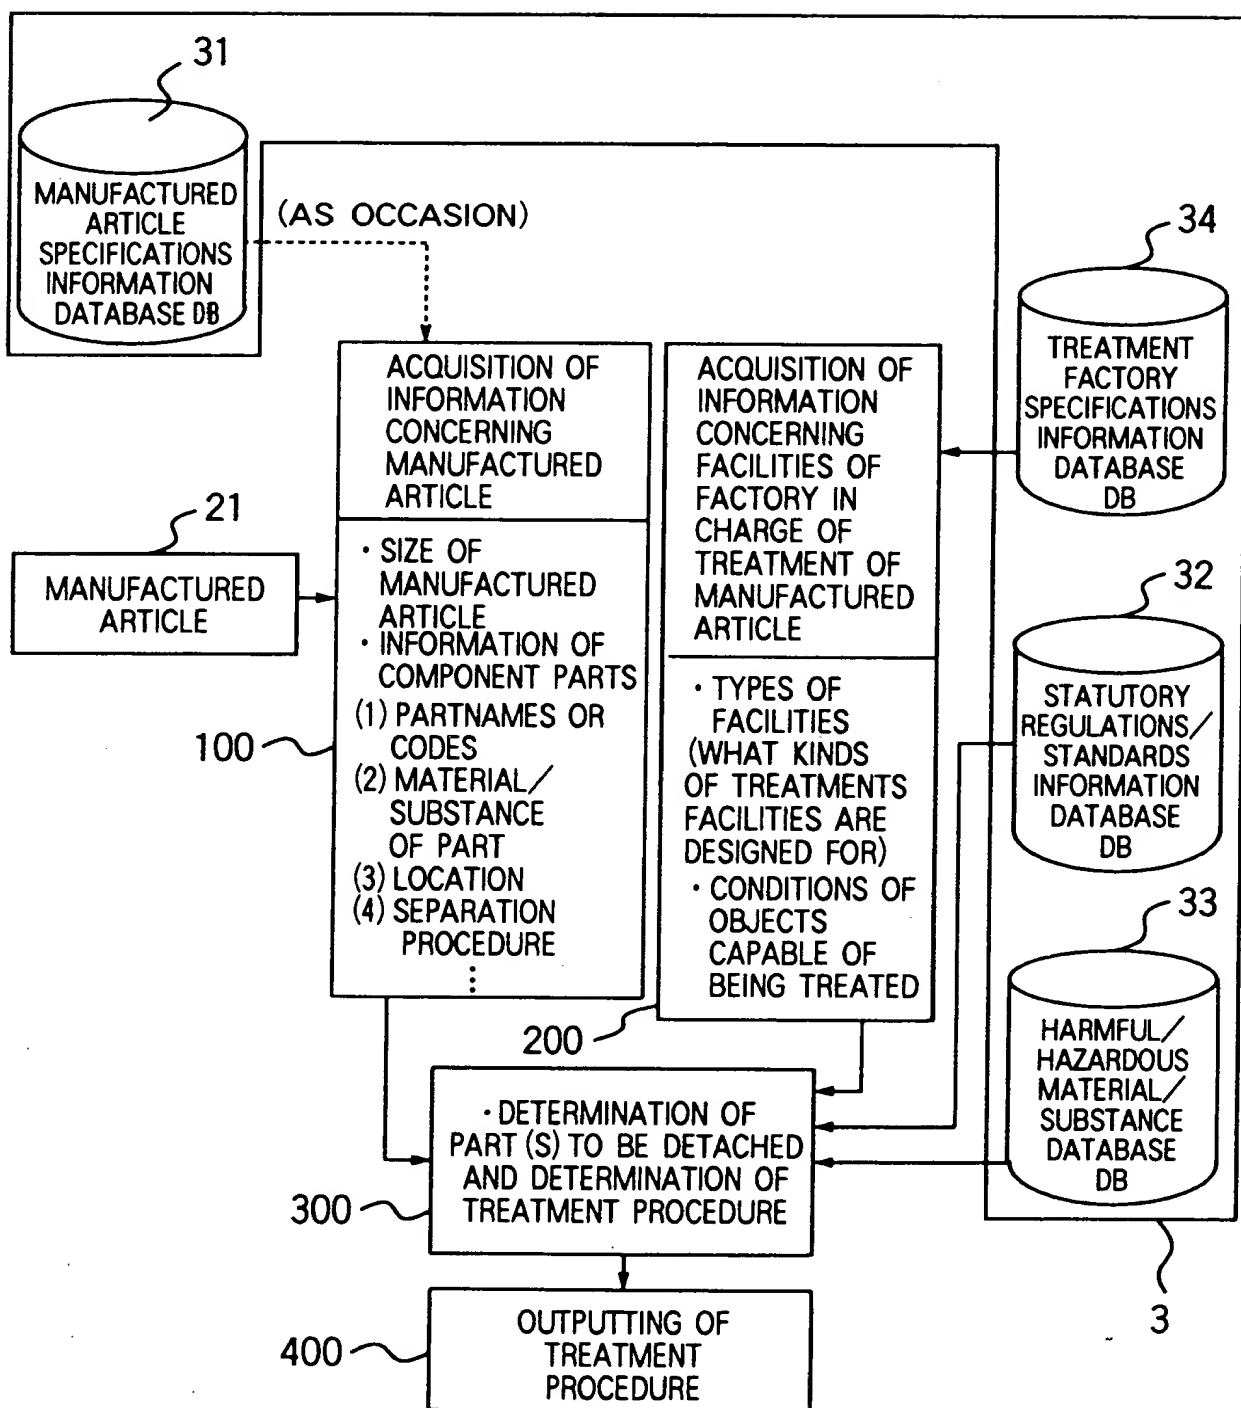 31
MANUFACTURED
ARTICLE
SPECIFICATIONS
INFORMATION
DATABASE DB
(AS OCCASION)
34
TREATMENT
FACTORY
SPECIFICATIONS
INFORMATION
DATABASE
DB
ACQUISITION OF
INFORMATION
CONCERNING
MANUFACTURED
ARTICLE
ACQUISITION OF
INFORMATION
CONCERNING
FACILITIES OF
FACTORY IN
CHARGE OF
TREATMENT OF
MANUFACTURED
ARTICLE
21
MANUFACTURED
ARTICLE
· SIZE OF
MANUFACTURED
ARTICLE
· INFORMATION OF
COMPONENT PARTS
(1) PARTNAMES OR
CODES
(2) MATERIAL/
SUBSTANCE
OF PART
(3) LOCATION
(4) SEPARATION
PROCEDURE
⋮
100
· TYPES OF
FACILITIES
(WHAT KINDS
OF TREATMENTS
FACILITIES ARE
DESIGNED FOR)
· CONDITIONS OF
OBJECTS
CAPABLE OF
BEING TREATED
200
32
STATUTORY
REGULATIONS/
STANDARDS
INFORMATION
DATABASE
DB
33
HARMFUL/
HAZARDOUS
MATERIAL/
SUBSTANCE
DATABASE
DB
· DETERMINATION OF
PART(S) TO BE DETACHED
AND DETERMINATION OF
TREATMENT PROCEDURE
300
3
OUTPUTTING OF
TREATMENT
PROCEDURE
400